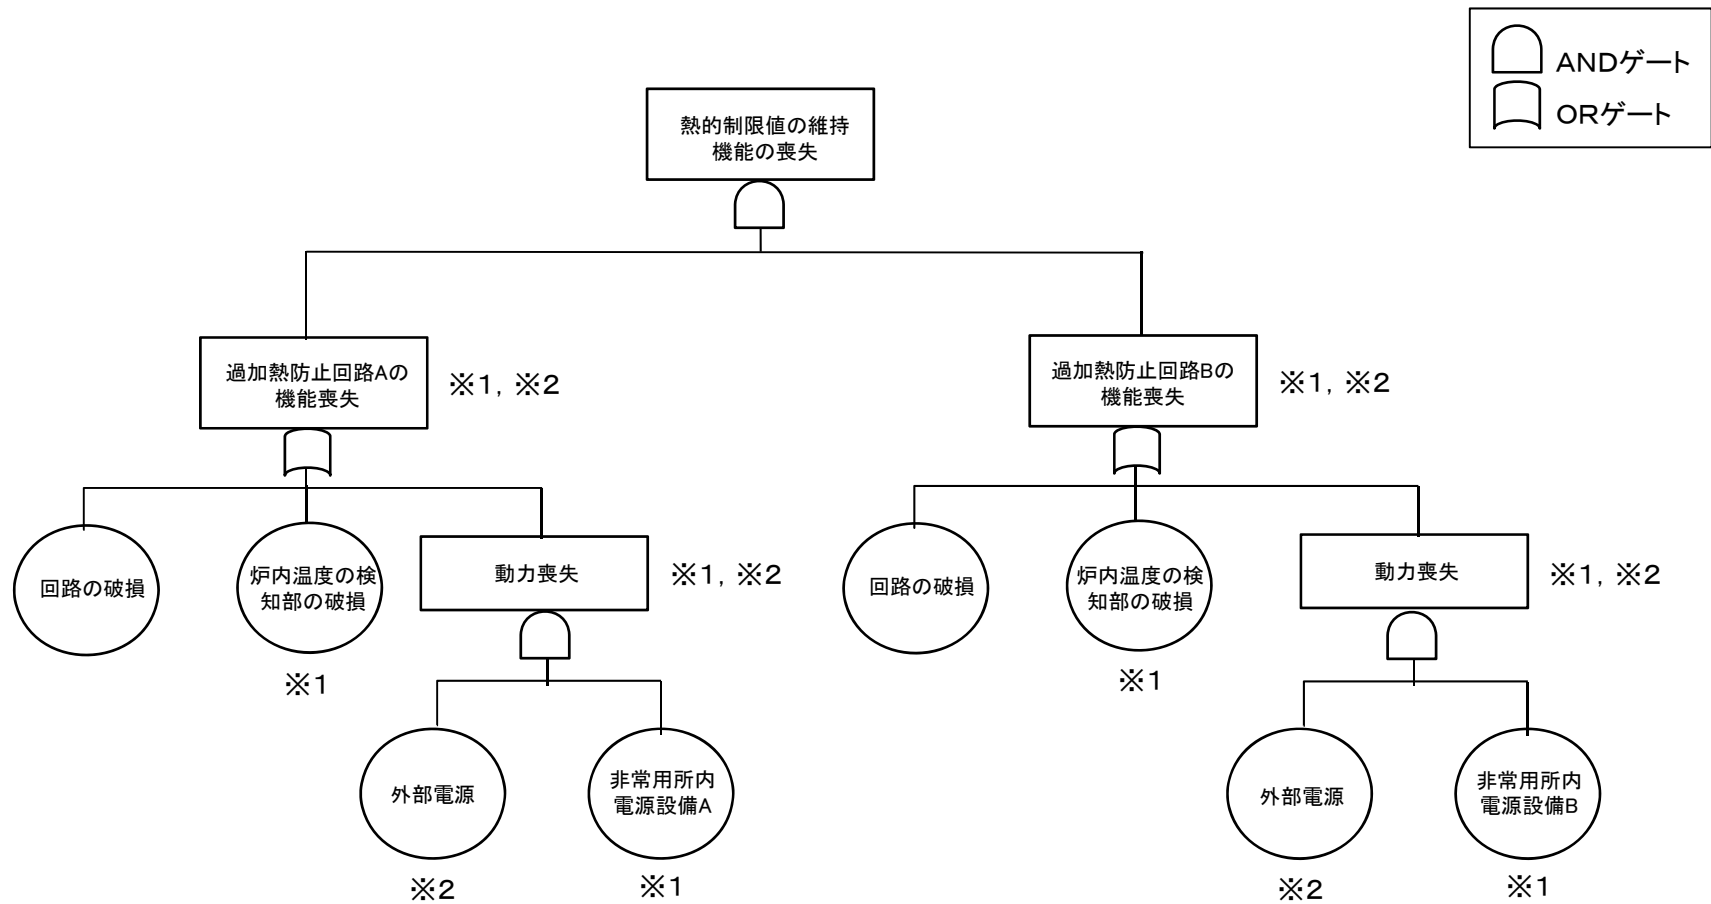 ANDゲート
ORゲート
熱的制限値の維持
機能の喪失
過加熱防止回路Aの
機能喪失
※1, ※2
過加熱防止回路Bの
機能喪失
※1, ※2
回路の破損
炉内温度の検
知部の破損
※1
動力喪失
※1, ※2
回路の破損
炉内温度の検
知部の破損
※1
動力喪失
※1, ※2
外部電源
※2
非常用所内
電源設備A
※1
外部電源
※2
非常用所内
電源設備B
※1